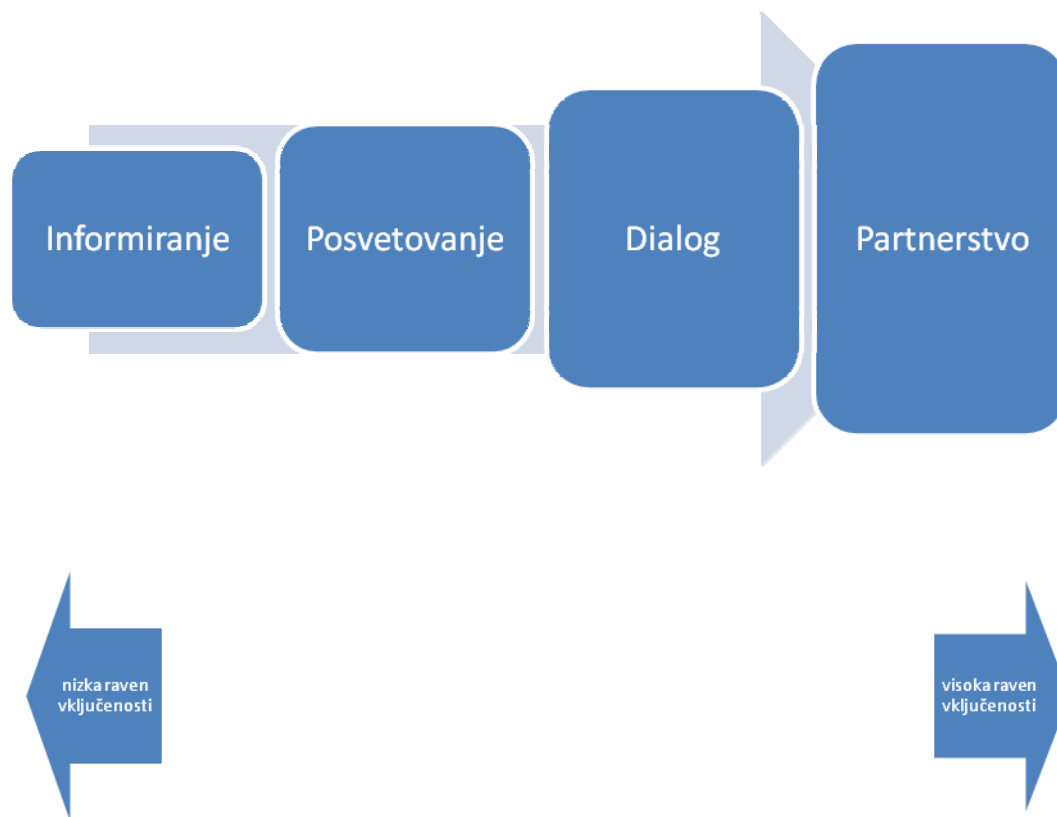 Informiranje
Posvetovanje
Dialog
Partnerstvo
nizka raven
vključenosti
visoka raven
vključenosti